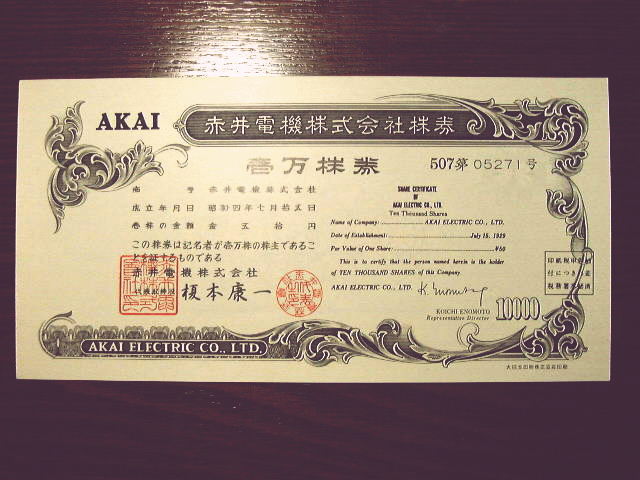 AKAI
赤井電機株式会社株券
壱万株券
507第05271号
商号 赤井電機株式会社
成立年月日 昭和四年七月拾五日
壱株の金額 金五拾円
この株券は記名者が壱万株の株主であるこ
とを証するものである
赤井電機株式会社
代表取締役 榎本康一
SHARE CERTIFICATE
OF
AKAI ELECTRIC CO., LTD.
Ten Thousand Shares
Name of Company: AKAI ELECTRIC CO., LTD.
Date of Establishment: July 15, 1929
Par Value of One Share: ¥50
This is to certify that the person named herein is the holder
of TEN THOUSAND SHARES of this Company.
AKAI ELECTRIC CO., LTD. K. Enomoto
KOICHI ENOMOTO
Representative Director
10000
AKAI ELECTRIC CO., LTD.